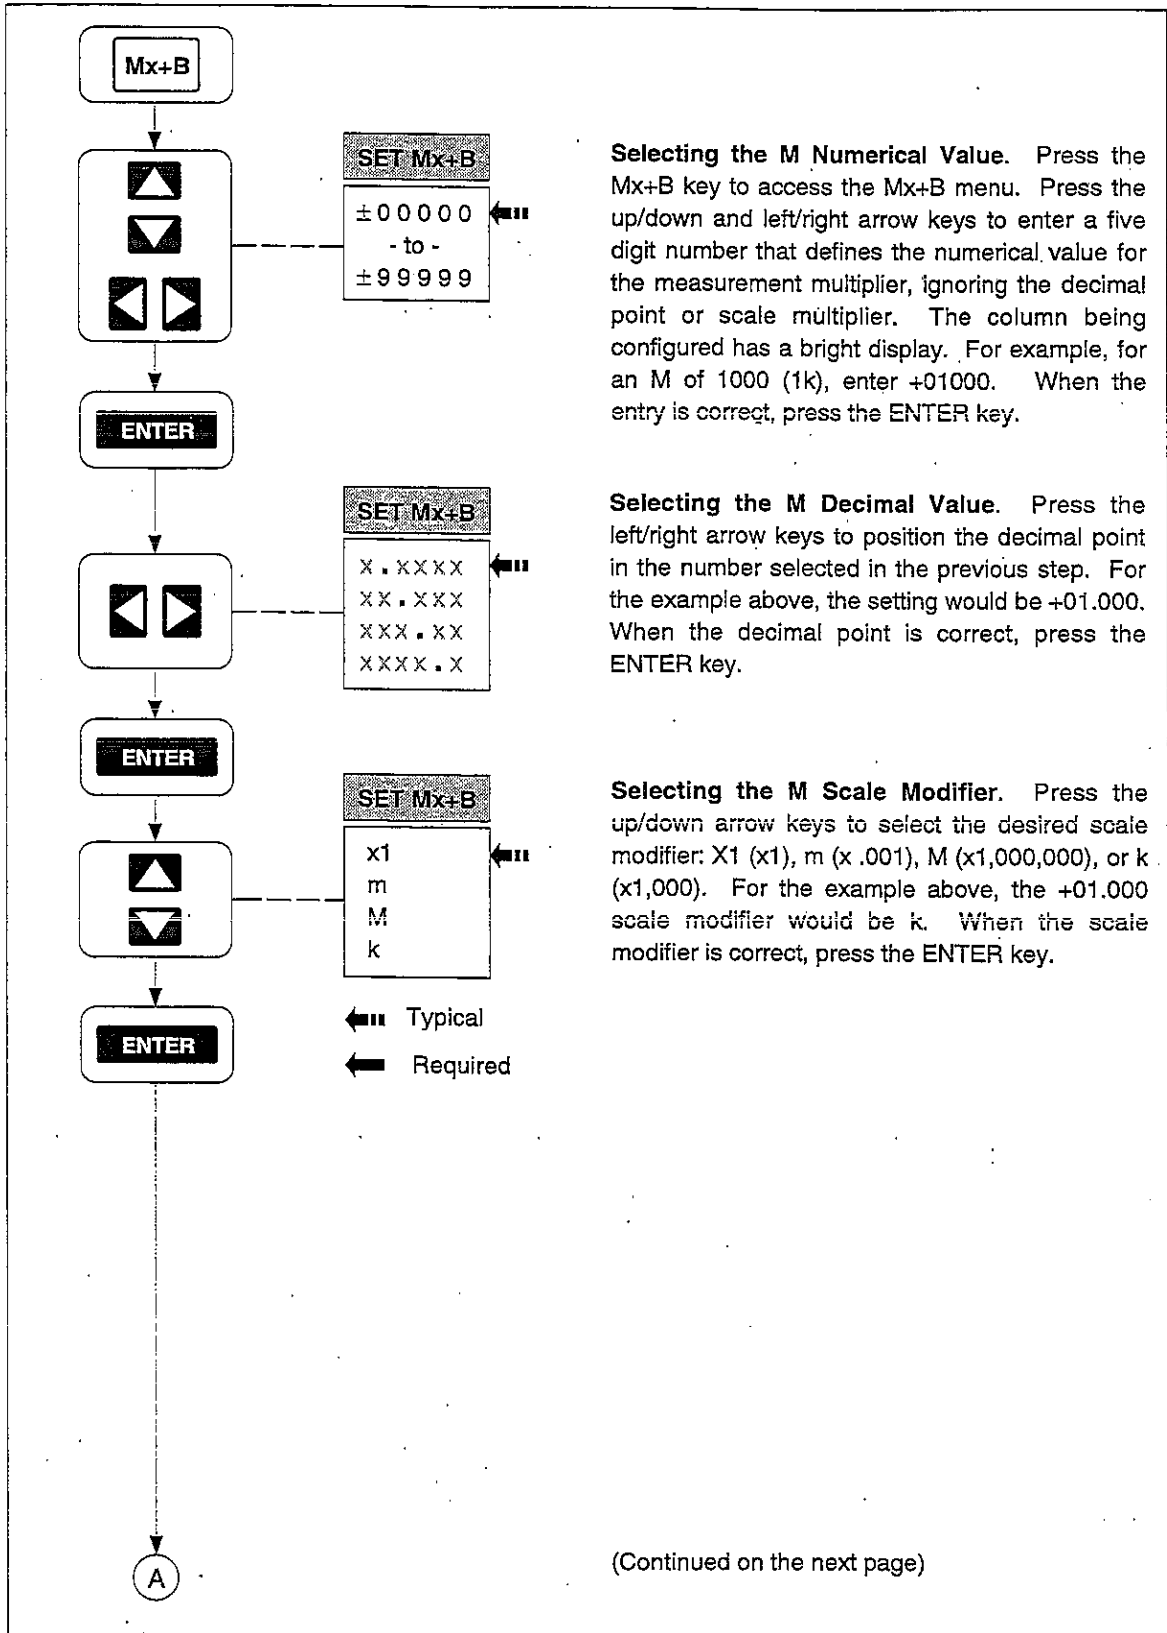 Mx+B
SET Mx+B
±00000
- to -
±99999
Selecting the M Numerical Value. Press the
Mx+B key to access the Mx+B menu. Press the
up/down and left/right arrow keys to enter a five
digit number that defines the numerical value for
the measurement multiplier, ignoring the decimal
point or scale multiplier. The column being
configured has a bright display. For example, for
an M of 1000 (1k), enter +01000. When the
entry is correct, press the ENTER key.
ENTER
SET Mx+B
X.XXXX
XX.XXX
XXX.XX
XXXX.X
Selecting the M Decimal Value. Press the
left/right arrow keys to position the decimal point
in the number selected in the previous step. For
the example above, the setting would be +01.000.
When the decimal point is correct, press the
ENTER key.
ENTER
SET Mx+B
x1
m
M
k
Selecting the M Scale Modifier. Press the
up/down arrow keys to select the desired scale
modifier: X1 (x1), m (x .001), M (x1,000,000), or k
(x1,000). For the example above, the +01.000
scale modifier would be k. When the scale
modifier is correct, press the ENTER key.
ENTER
Typical
Required
A
(Continued on the next page)